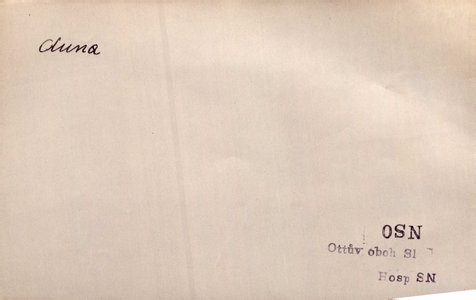 duna
OSN
Ottův obch Sl
Hosp SN